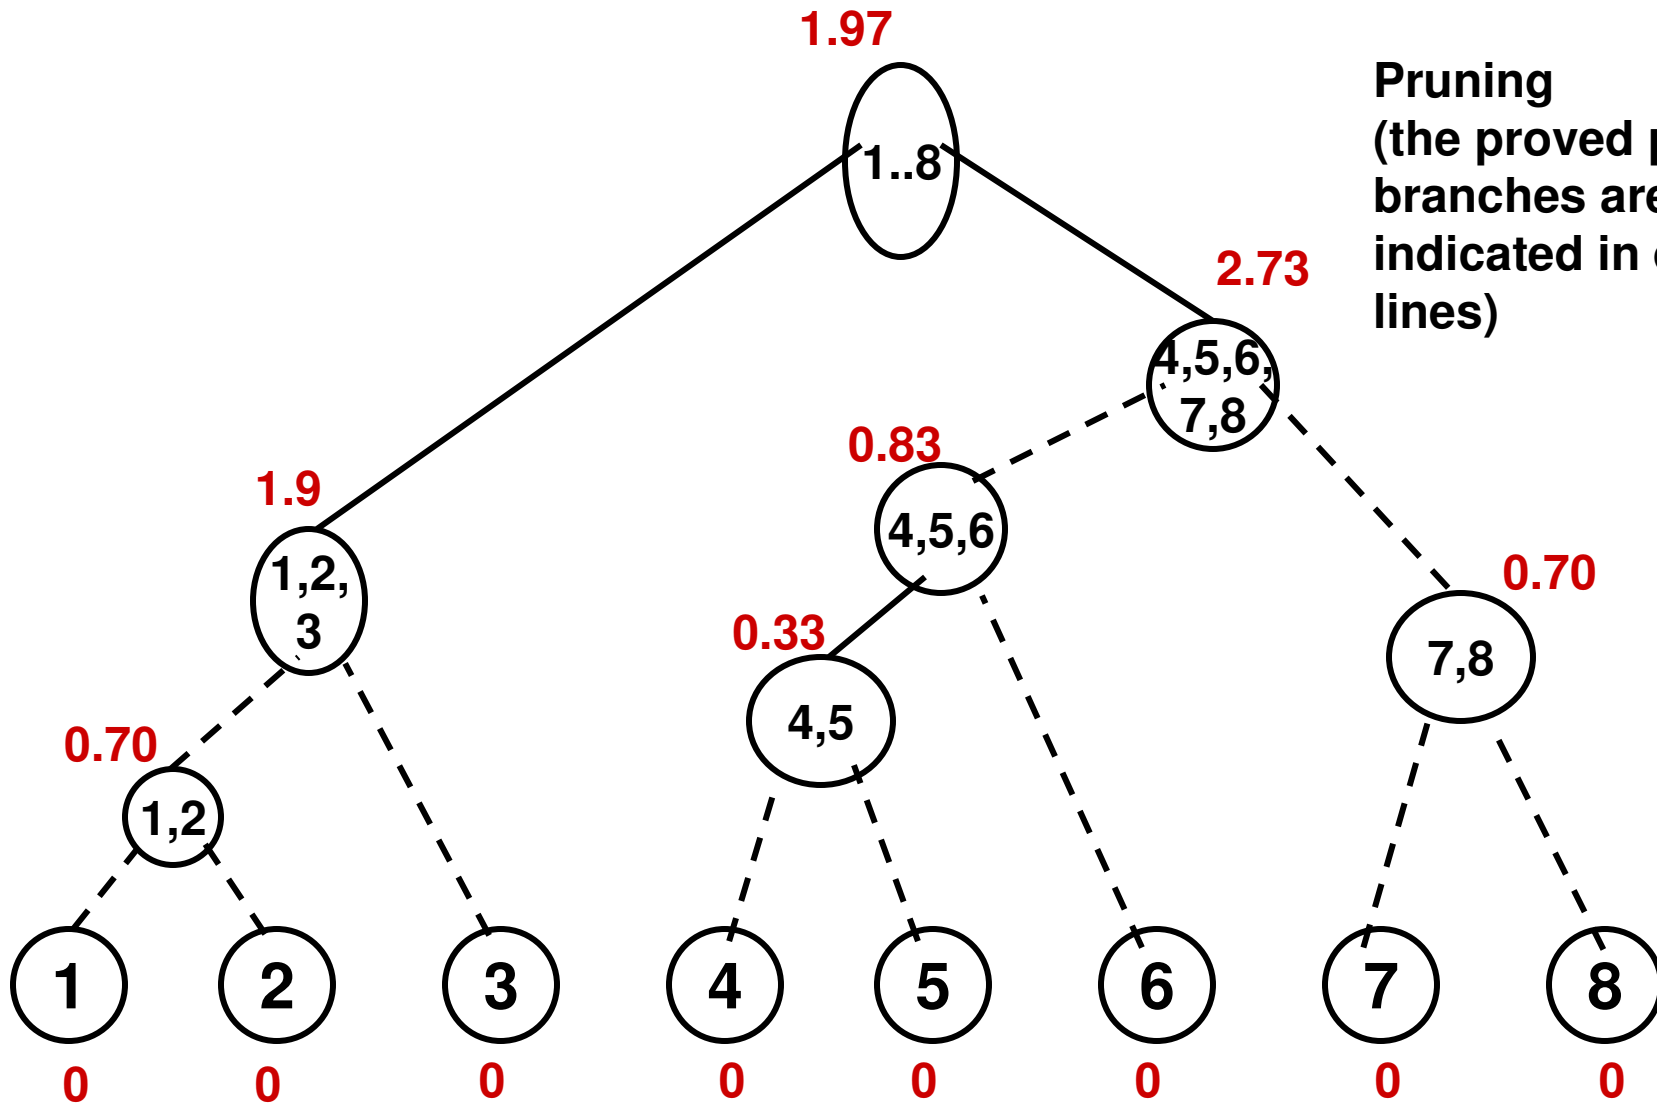 1.97
Pruning
(the proved
branches are
indicated in
lines)
1..8
2.73
4,5,6,
7,8
0.83
4,5,6
1.9
1,2,
3
0.70
7,8
0.33
4,5
0.70
1,2
1 2 3 4 5 6 7 8
0 0 0 0 0 0 0 0